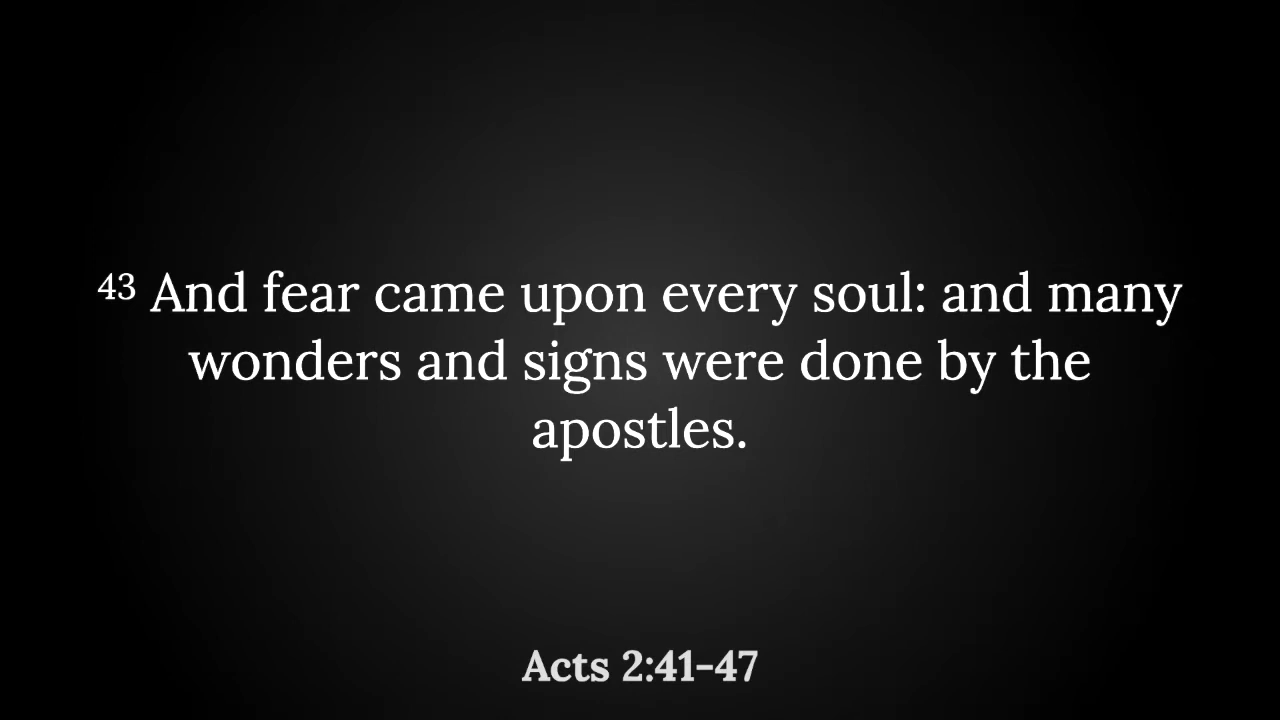 ⁴³ And fear came upon every soul: and many
wonders and signs were done by the
apostles.
Acts 2:41-47